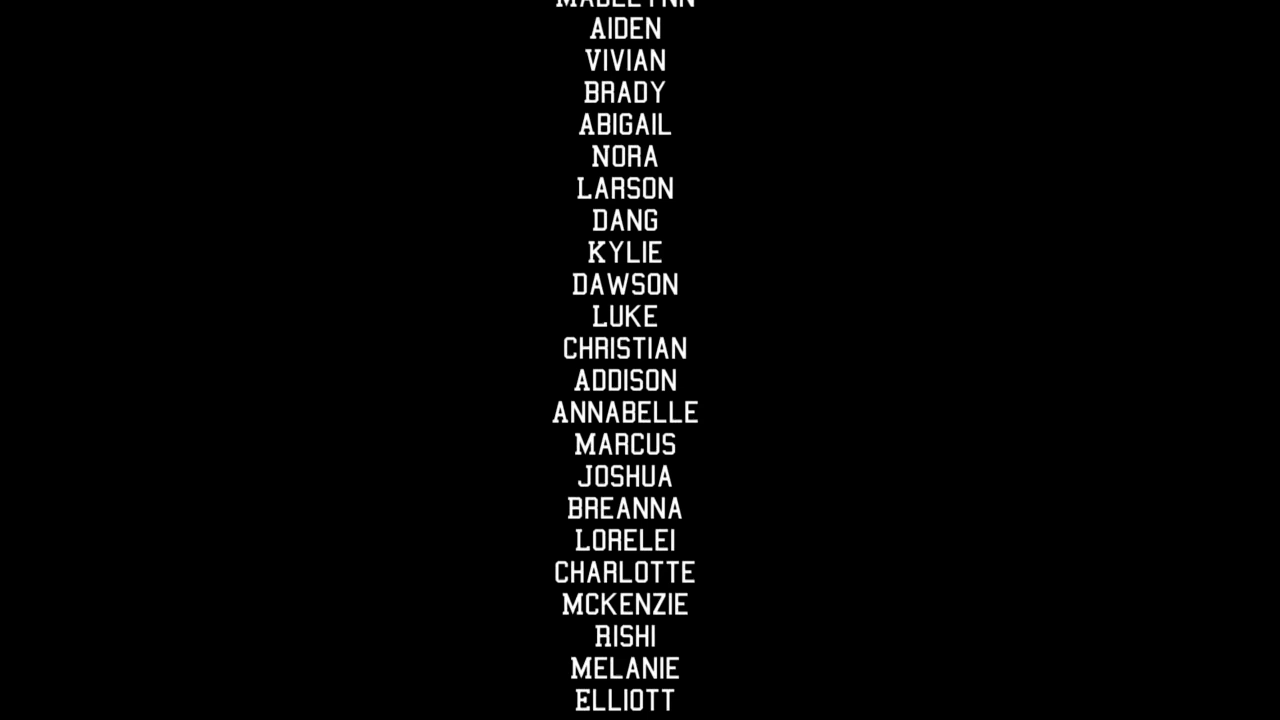 AIDEN
VIVIAN
BRADY
ABIGAIL
NORA
LARSON
DANG
KYLIE
DAWSON
LUKE
CHRISTIAN
ADDISON
ANNABELLE
MARCUS
JOSHUA
BREANNA
LORELEI
CHARLOTTE
MCKENZIE
RISHI
MELANIE
ELLIOTT